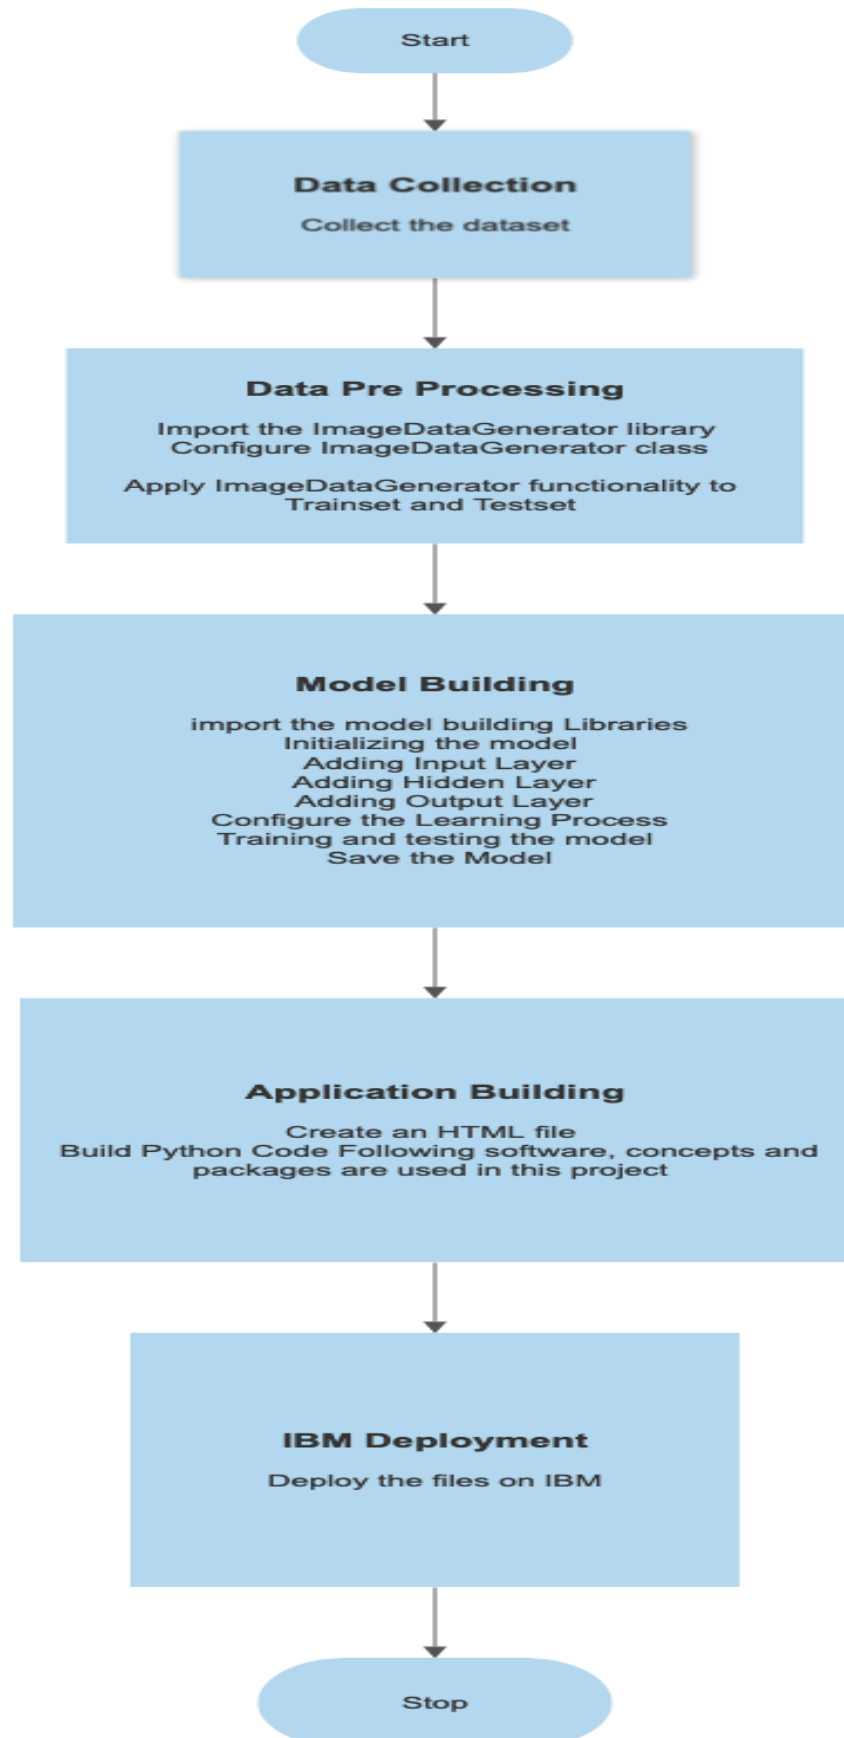 Start
Data Collection
Collect the dataset
Data Pre Processing
Import the ImageDataGenerator library
Configure ImageDataGenerator class
Apply ImageDataGenerator functionality to
Trainset and Testset
Model Building
import the model building Libraries
Initializing the model
Adding Input Layer
Adding Hidden Layer
Adding Output Layer
Configure the Learning Process
Training and testing the model
Save the Model
Application Building
Create an HTML file
Build Python Code Following software, concepts and
packages are used in this project
IBM Deployment
Deploy the files on IBM
Stop